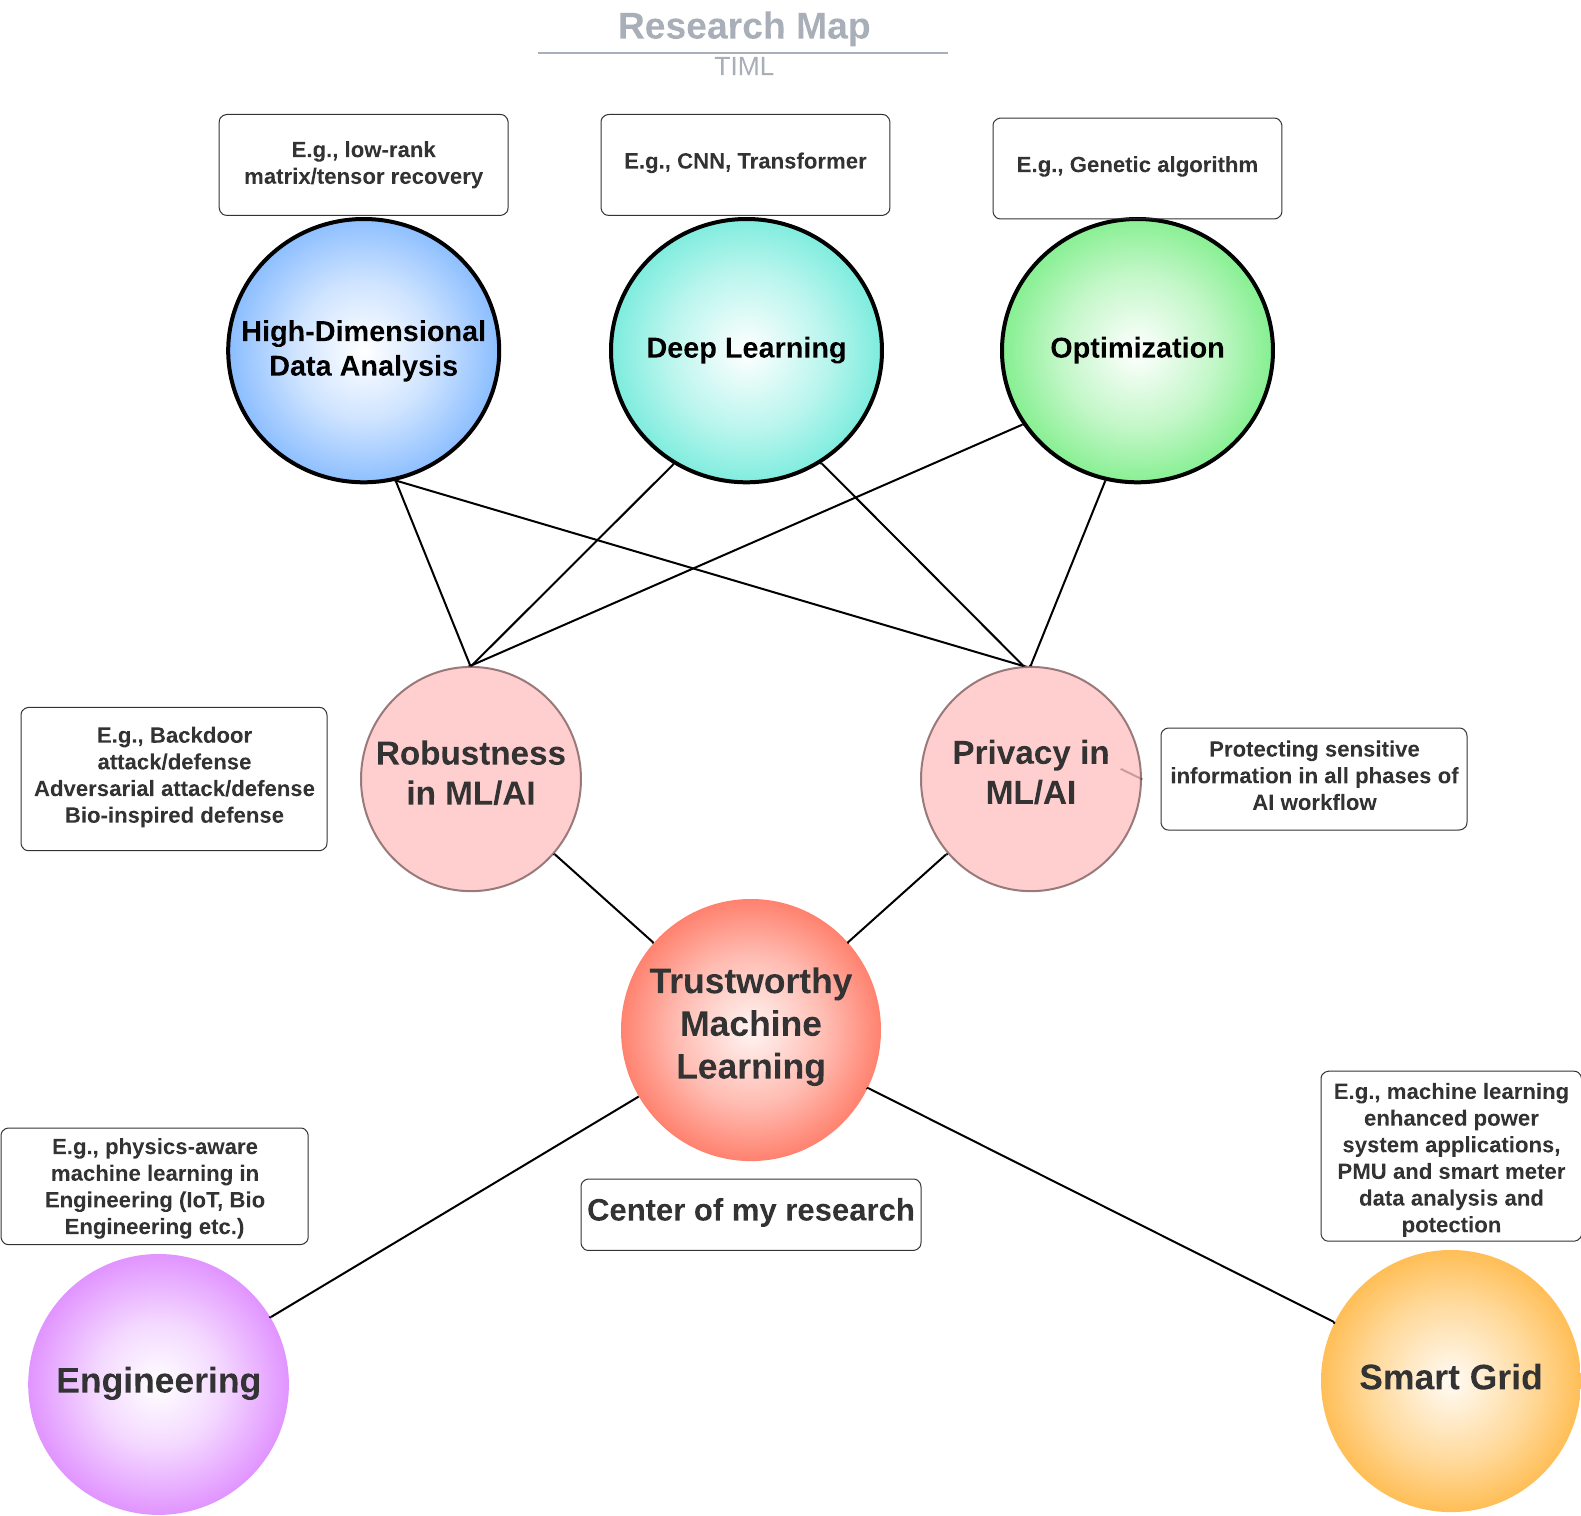 Research Map
TIML
E.g., low-rank
matrix/tensor recovery
E.g., CNN, Transformer
E.g., Genetic algorithm
High-Dimensional
Data Analysis
Deep Learning
Optimization
E.g., Backdoor
attack/defense
Adversarial attack/defense
Bio-inspired defense
Robustness
in ML/AI
Privacy in
ML/AI
Protecting sensitive
information in all phases of
AI workflow
Trustworthy
Machine
Learning
Center of my research
E.g., physics-aware
machine learning in
Engineering (IoT, Bio
Engineering etc.)
Engineering
E.g., machine learning
enhanced power
system applications,
PMU and smart meter
data analysis and
potection
Smart Grid